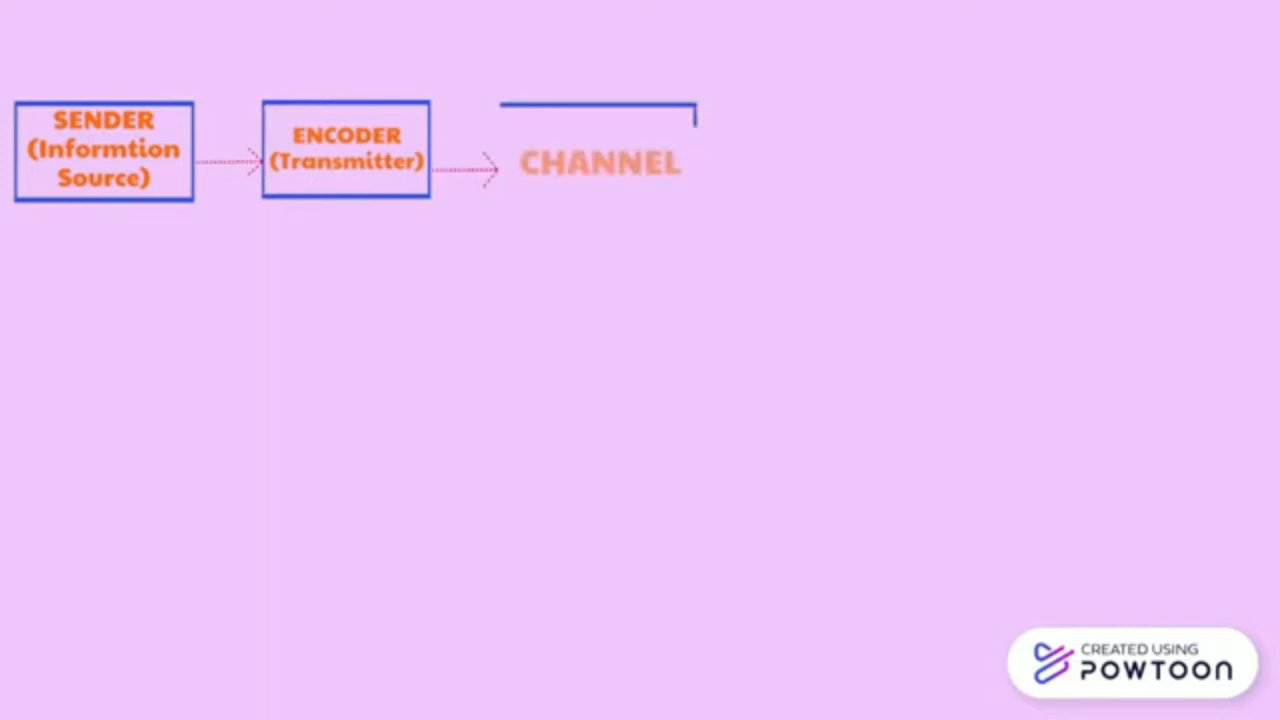 SENDER
(Informtion
Source)
ENCODER
(Transmitter)
CHANNEL
CREATED USING
POWTOON